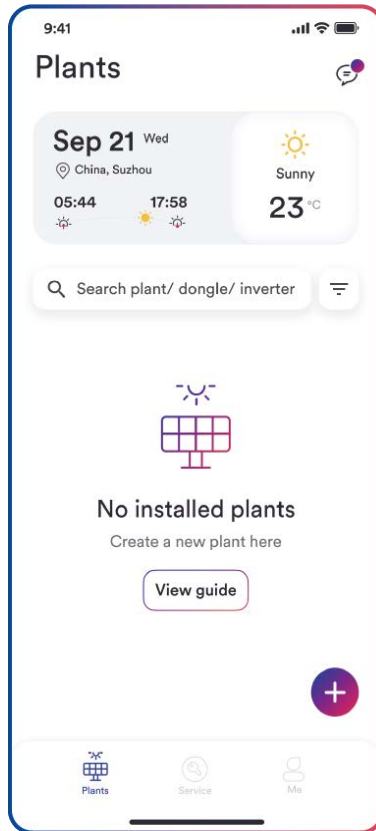 9:41
Plants
Sep 21 Wed
China, Suzhou
05:44 17:58
Sunny
23 °C
Search plant/ dongle/ inverter
No installed plants
Create a new plant here
View guide
Plants Service Me